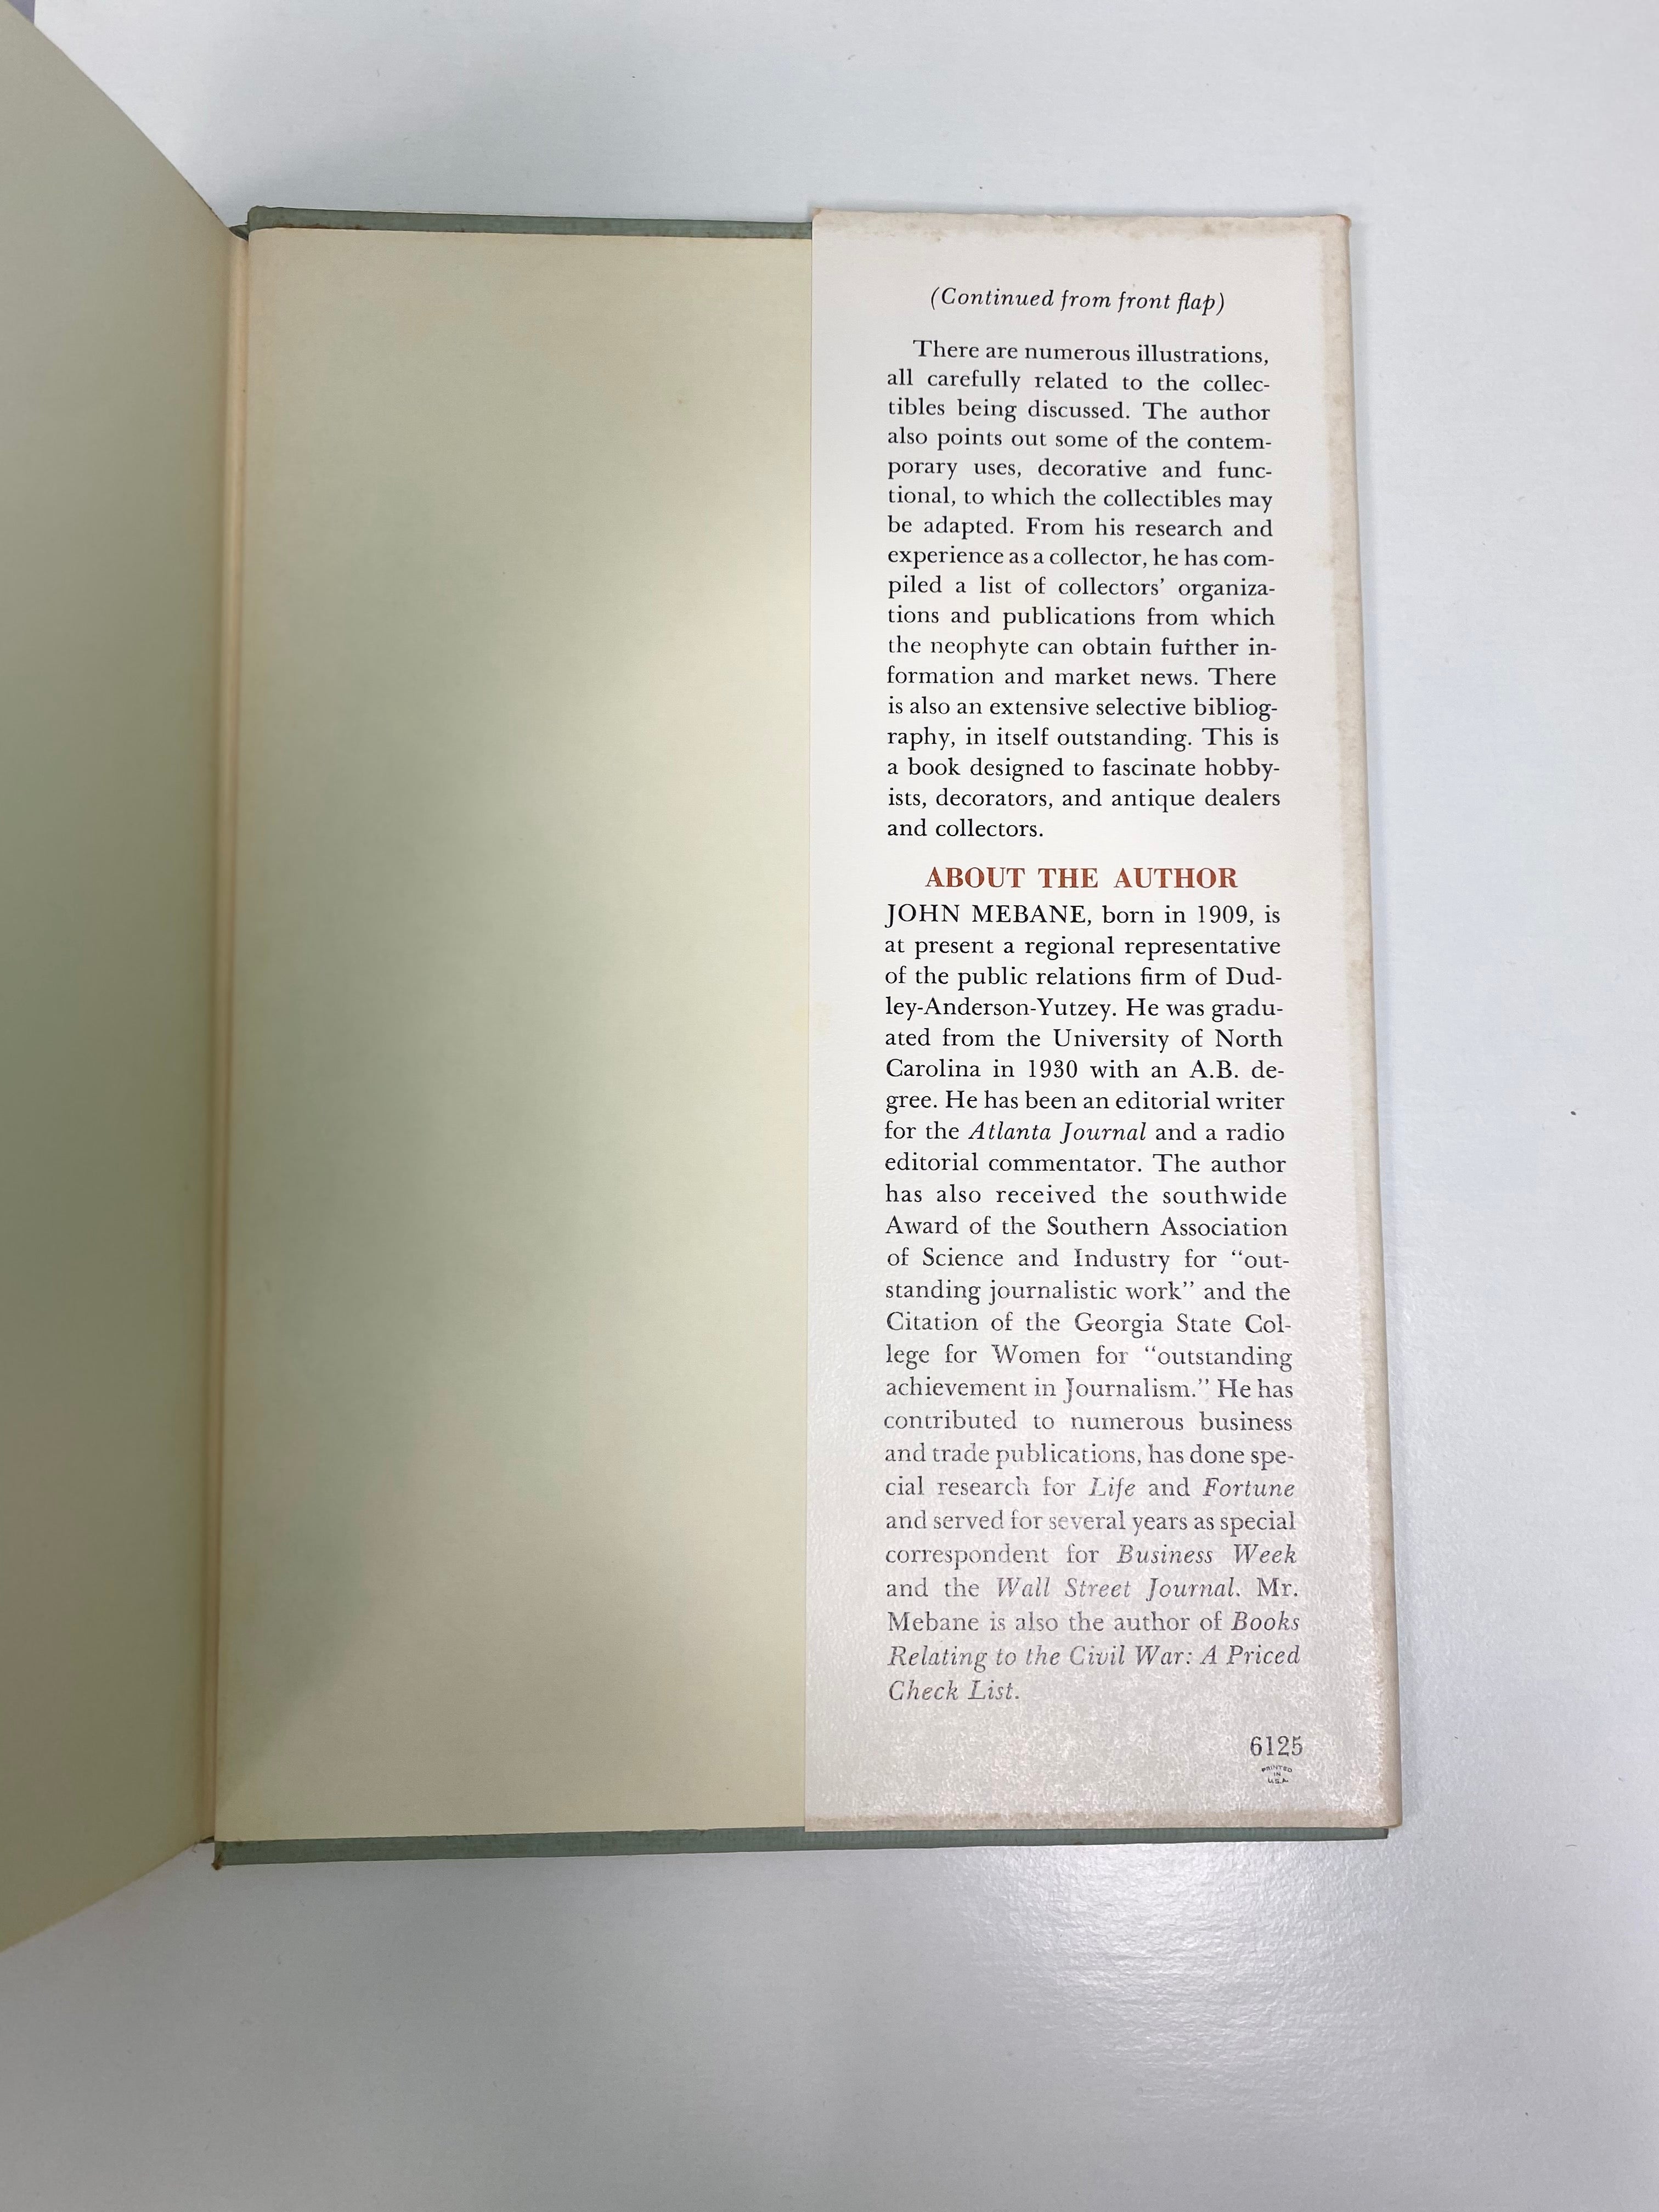 (Continued from front flap)
There are numerous illustrations,
all carefully related to the collec-
tibles being discussed. The author
also points out some of the contem-
porary uses, decorative and func-
tional, to which the collectibles may
be adapted. From his research and
experience as a collector, he has com-
piled a list of collectors' organiza-
tions and publications from which
the neophyte can obtain further in-
formation and market news. There
is also an extensive selective bibliog-
raphy, in itself outstanding. This is
a book designed to fascinate hobby-
ists, decorators, and antique dealers
and collectors.
ABOUT THE AUTHOR
JOHN MEBANE, born in 1909, is
at present a regional representative
of the public relations firm of Dud-
ley-Anderson-Yutzey. He was gradu-
ated from the University of North
Carolina in 1930 with an A.B. de-
gree. He has been an editorial writer
for the Atlanta Journal and a radio
editorial commentator. The author
has also received the southwide
Award of the Southern Association
of Science and Industry for "out-
standing journalistic work" and the
Citation of the Georgia State Col-
lege for Women for "outstanding
achievement in Journalism." He has
contributed to numerous business
and trade publications, has done spe-
cial research for Life and Fortune
and served for several years as special
correspondent for Business Week
and the Wall Street Journal. Mr.
Mebane is also the author of Books
Relating to the Civil War: A Priced
Check List.
6125
PRINTED
IN
U.S.A.